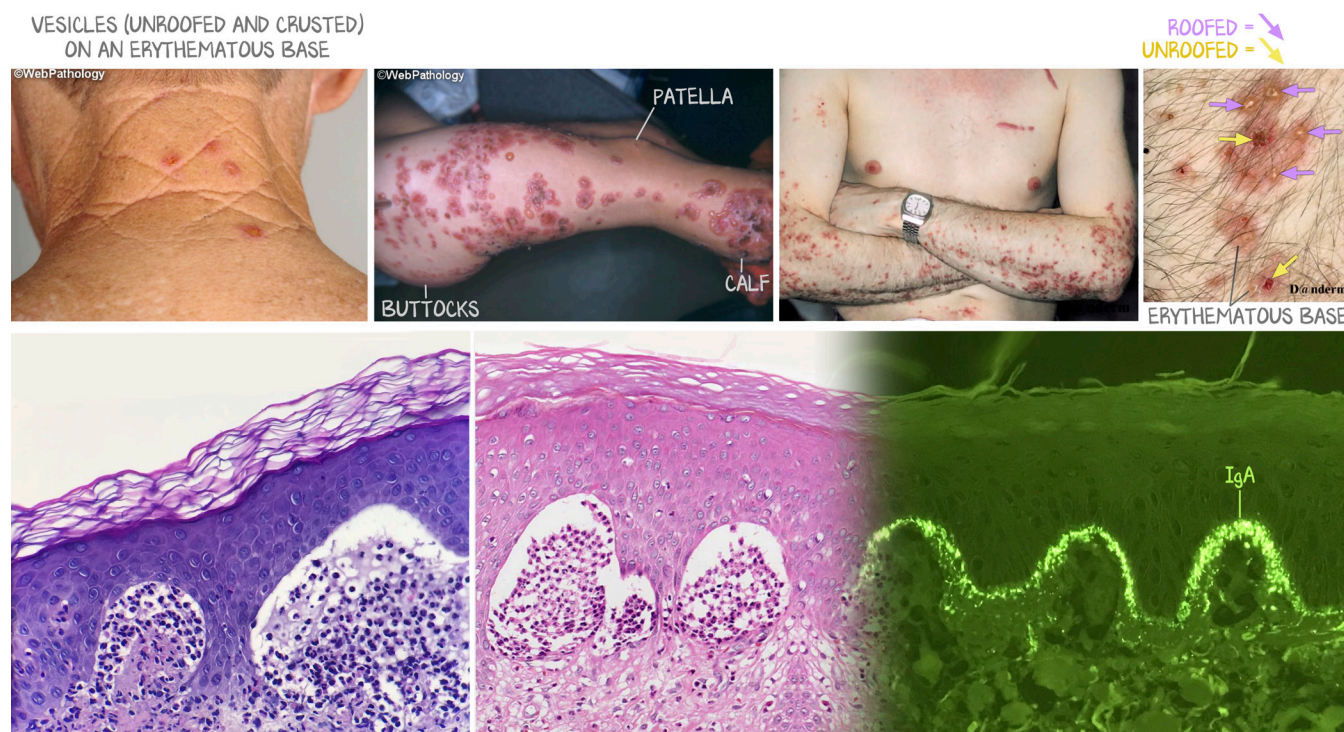 VESICLES (UNROOFED AND CRUSTED)
ON AN ERYTHEMATOUS BASE
ROOFED =
UNROOFED =
©WebPathology
©WebPathology
PATELLA
CALF
BUTTOCKS
D@nderm
ERYTHEMATOUS BASE
IgA